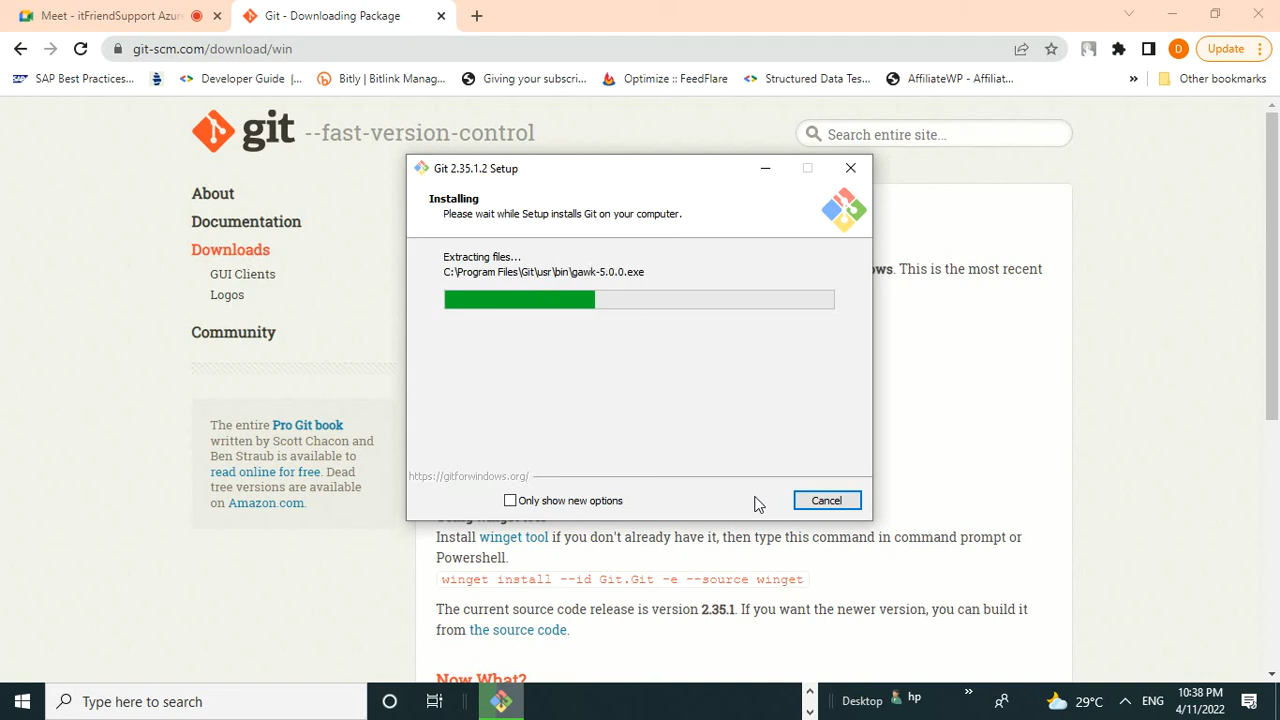 Meet - itFriendSupport Azure
Git - Downloading Package
git-scm.com/download/win
D
Update
SAP Best Practices...
Developer Guide |...
Bitly | Bitlink Manag...
Giving your subscri...
Optimize :: FeedFlare
Structured Data Tes...
AffiliateWP - Affiliat...
»
Other bookmarks
git --fast-version-control
Search entire site...
About
Documentation
Downloads
GUI Clients
Logos
Community
The entire Pro Git book
written by Scott Chacon and
Ben Straub is available to
read online for free. Dead
tree versions are available
on Amazon.com.
Git 2.35.1.2 Setup
Installing
Please wait while Setup installs Git on your computer.
Extracting files...
C:\Program Files\Git\usr\bin\gawk-5.0.0.exe
https://gitforwindows.org/
Only show new options
Cancel
. This is the most recent
Install winget tool if you don't already have it, then type this command in command prompt or
Powershell.
winget install --id Git.Git -e --source winget
The current source code release is version 2.35.1. If you want the newer version, you can build it
from the source code.
Now What?
Type here to search
Desktop
hp
»
29°C
ENG
10:38 PM
4/11/2022